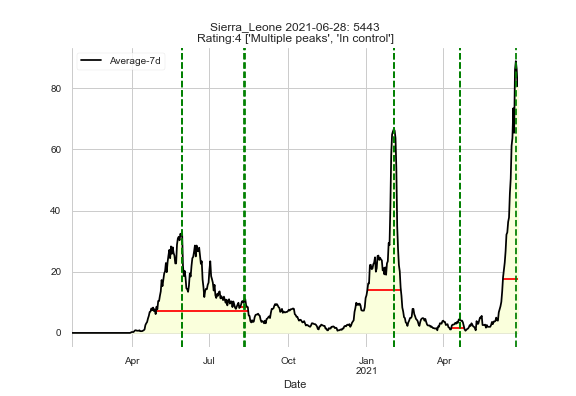 Sierra_Leone 2021-06-28: 5443
Rating:4 ['Multiple peaks', 'In control']
Average-7d
80
60
40
20
0
Apr Jul Oct Jan Apr
2021
Date